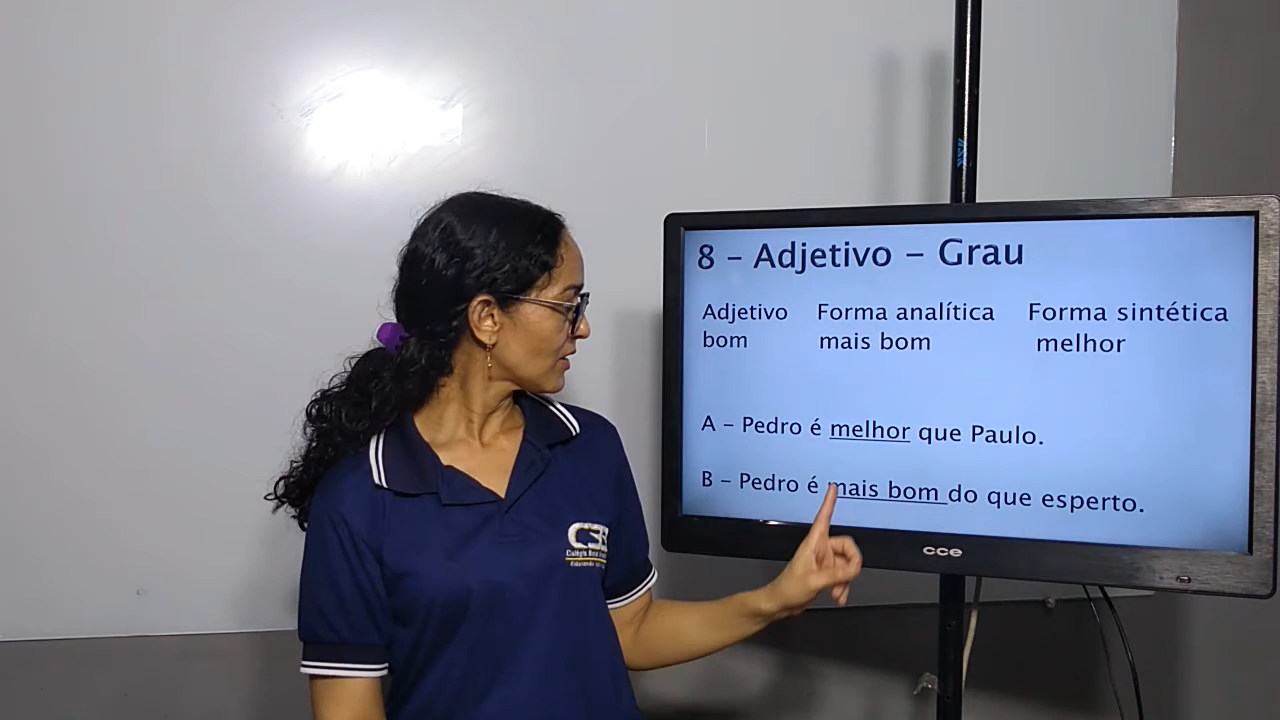 8 – Adjetivo – Grau
Adjetivo Forma analítica Forma sintética
bom mais bom melhor
A – Pedro é melhor que Paulo.
B – Pedro é mais bom do que esperto.
cce